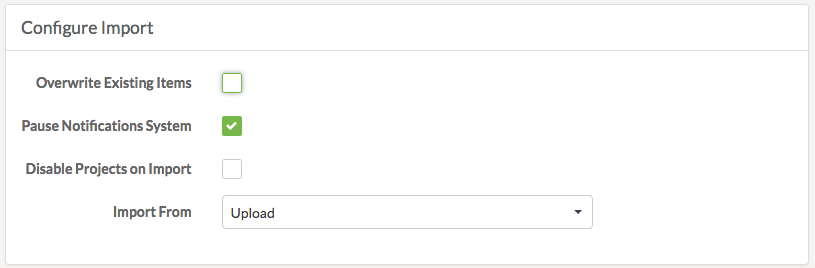 Configure Import
Overwrite Existing Items
Pause Notifications System
Disable Projects on Import
Import From Upload